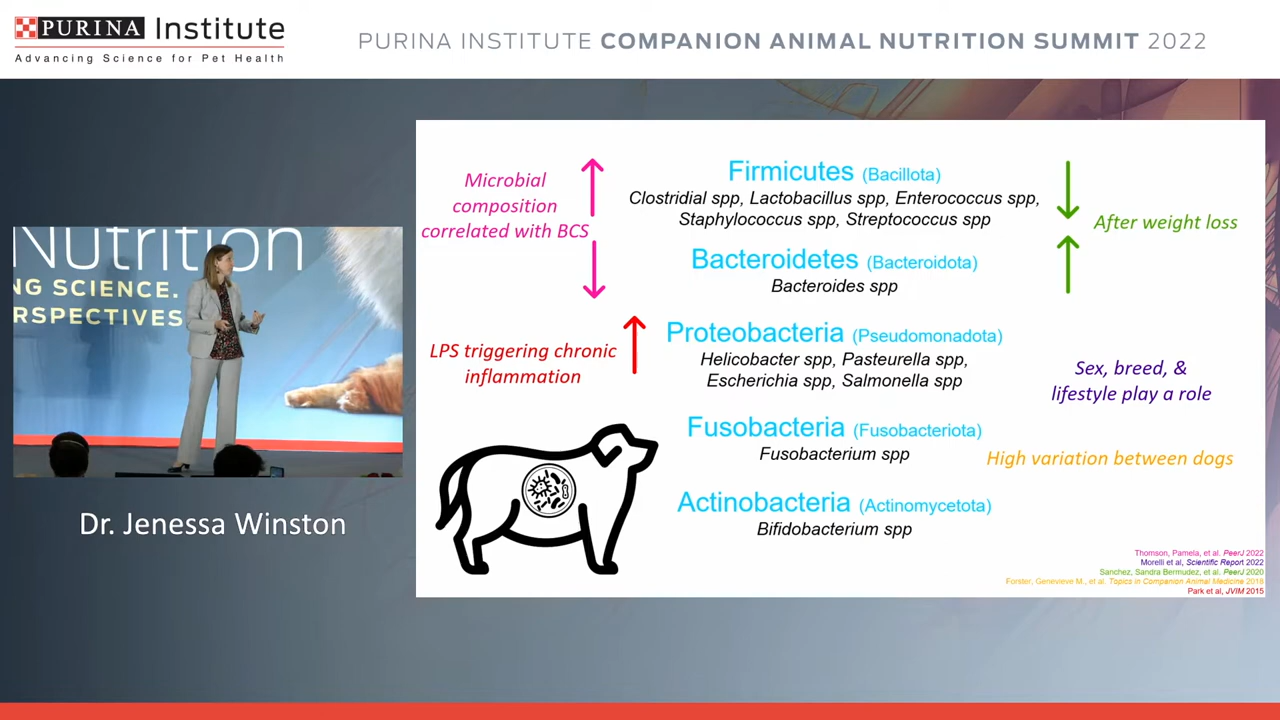 PURINA Institute
Advancing Science for Pet Health
PURINA INSTITUTE COMPANION ANIMAL NUTRITION SUMMIT 2022
Nutrition
NG SCIENCE.
RSPECTIVES
Dr. Jenessa Winston
Microbial
composition
correlated with BCS
LPS triggering chronic
inflammation
Firmicutes (Bacillota)
Clostridial spp, Lactobacillus spp, Enterococcus spp,
Staphylococcus spp, Streptococcus spp
Bacteroidetes (Bacteroidota)
Bacteroides spp
Proteobacteria (Pseudomonadota)
Helicobacter spp, Pasteurella spp,
Escherichia spp, Salmonella spp
Fusobacteria (Fusobacteriota)
Fusobacterium spp
Actinobacteria (Actinomycetota)
Bifidobacterium spp
After weight loss
Sex, breed, &
lifestyle play a role
High variation between dogs
Thomson, Pamela, et al. PeerJ 2022
Morelli et al, Scientific Report 2022
Sanchez, Sandra Bermudez, et al. PeerJ 2020
Forster, Genevieve M., et al. Topics in Companion Animal Medicine 2018
Park et al, JVIM 2015